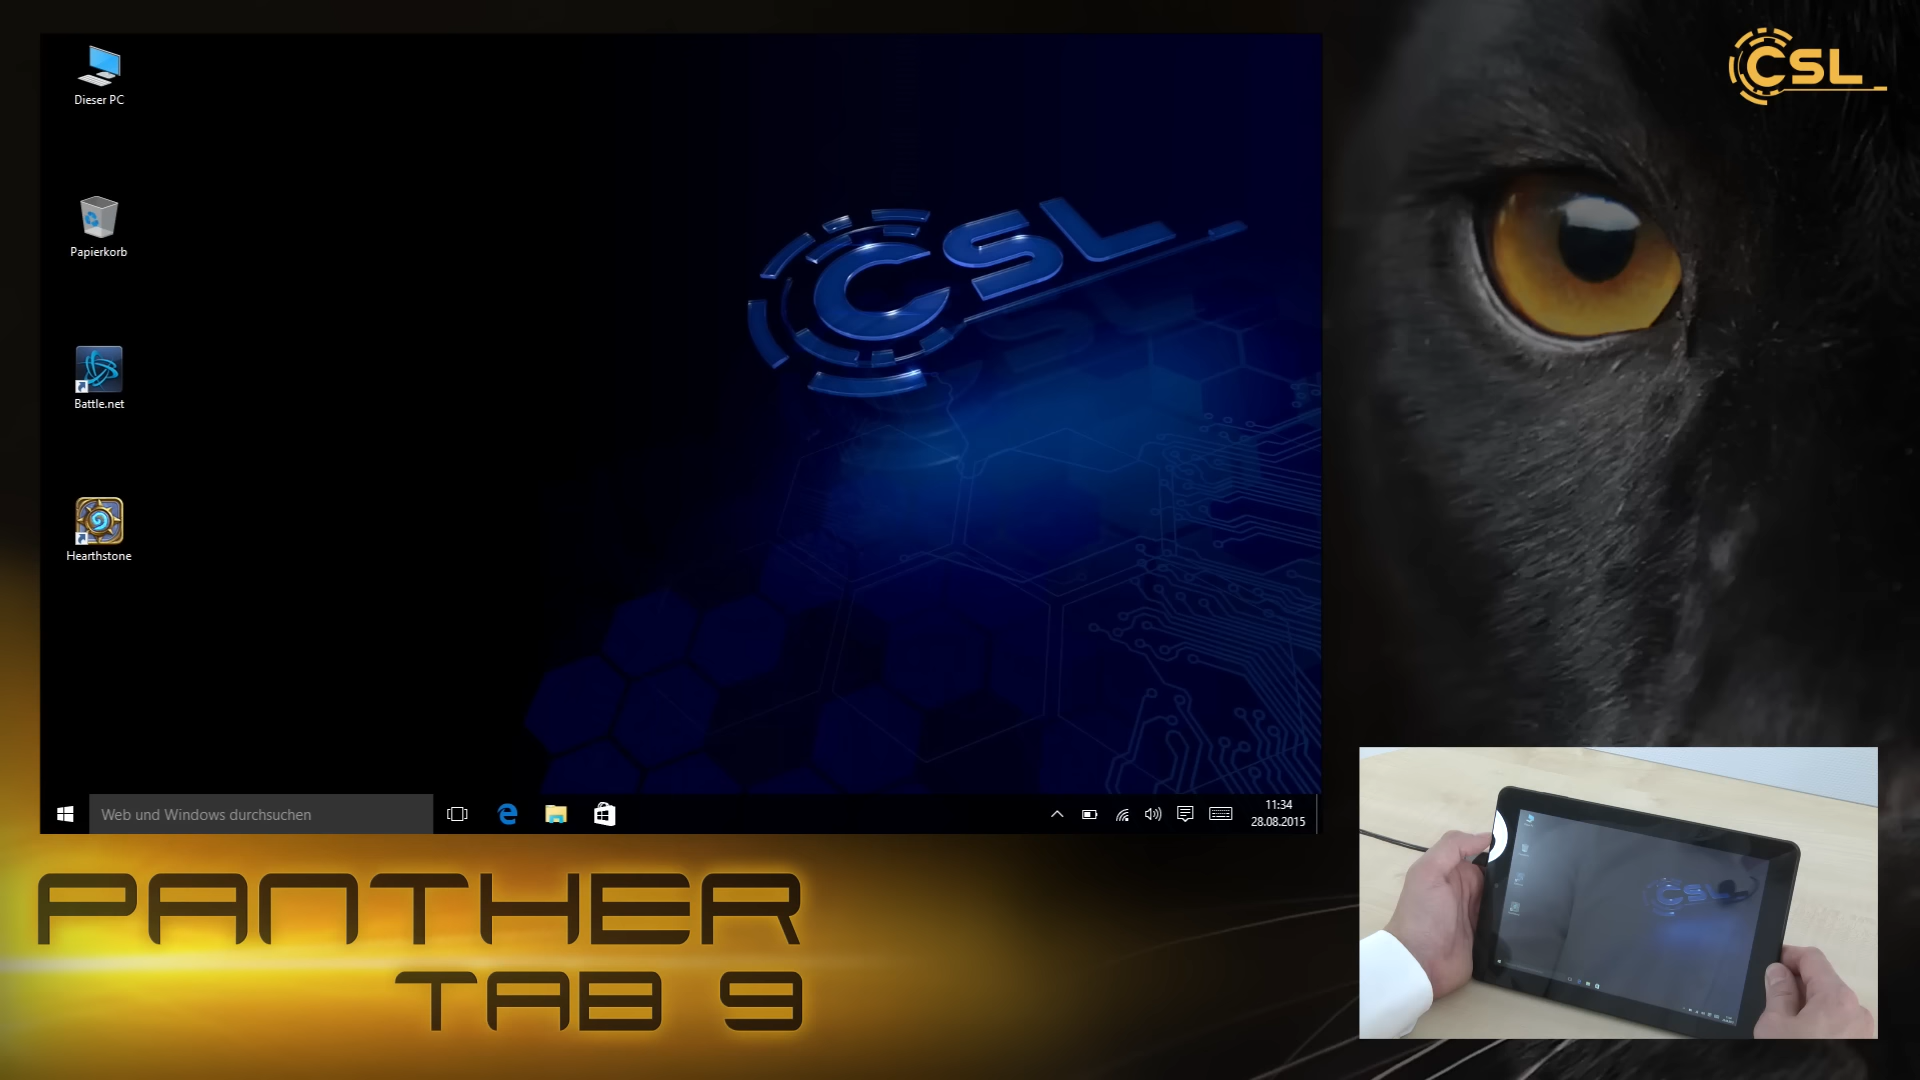 Dieser PC
CSL
Papierkorb
CSL
Battle.net
Hearthstone
Web und Windows durchsuchen
11:34
28.08.2015
PANTHER
TAB 9
CSL